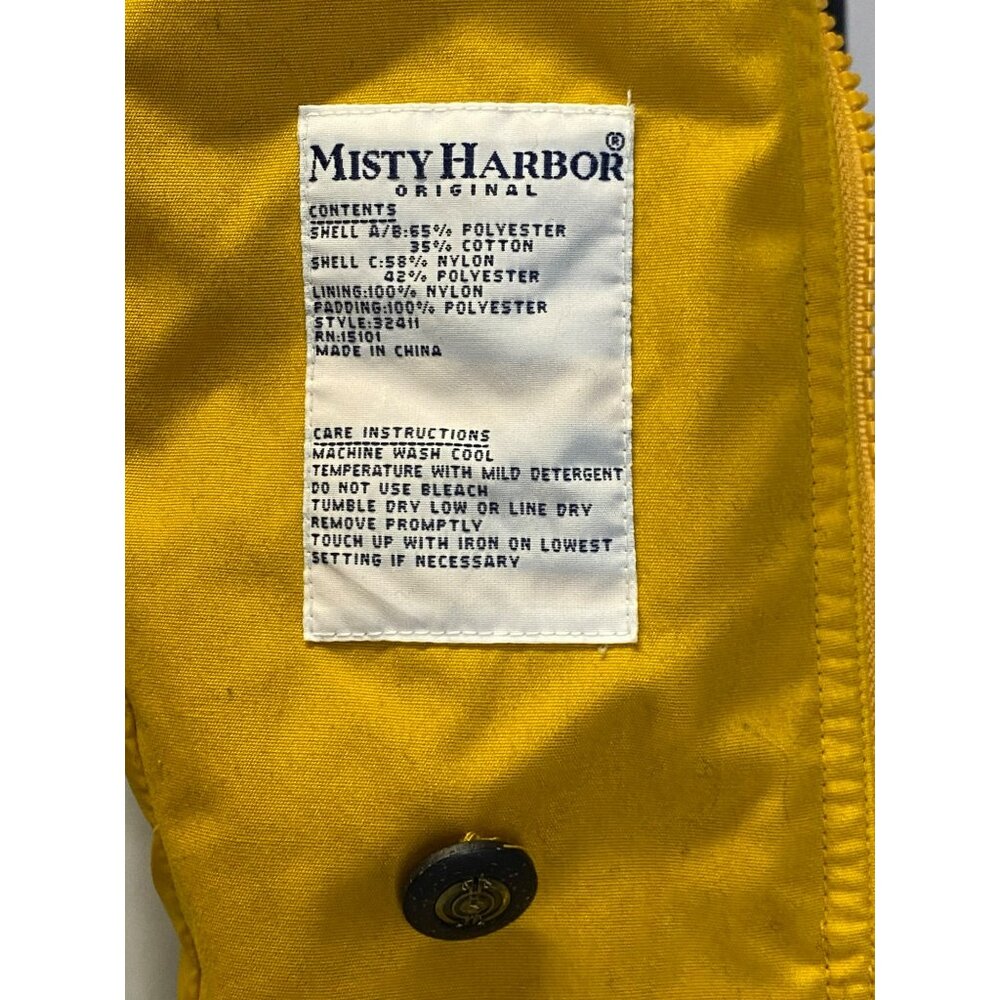 MISTY HARBOR®
ORIGINAL
CONTENTS
SHELL A/B:65% POLYESTER
35% COTTON
SHELL C:58% NYLON
42% POLYESTER
LINING:100% NYLON
PADDING:100% POLYESTER
STYLE:32411
RN:15101
MADE IN CHINA
CARE INSTRUCTIONS
MACHINE WASH COOL
TEMPERATURE WITH MILD DETERGENT
DO NOT USE BLEACH
TUMBLE DRY LOW OR LINE DRY
REMOVE PROMPTLY
TOUCH UP WITH IRON ON LOWEST
SETTING IF NECESSARY